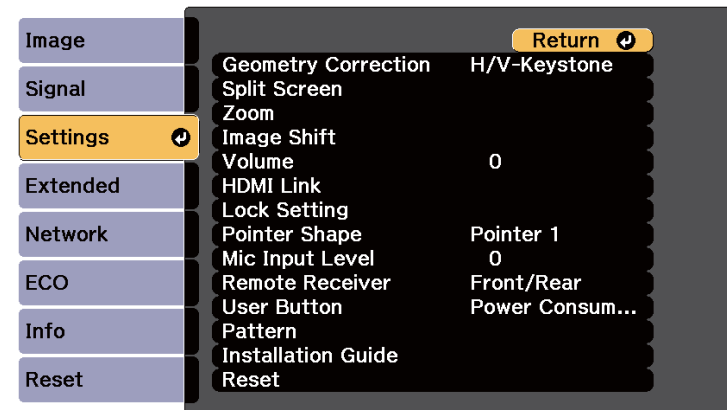 Image
Signal
Settings
Extended
Network
ECO
Info
Reset
Return
Geometry Correction H/V-Keystone
Split Screen
Zoom
Image Shift
Volume 0
HDMI Link
Lock Setting
Pointer Shape Pointer 1
Mic Input Level 0
Remote Receiver Front/Rear
User Button Power Consum...
Pattern
Installation Guide
Reset